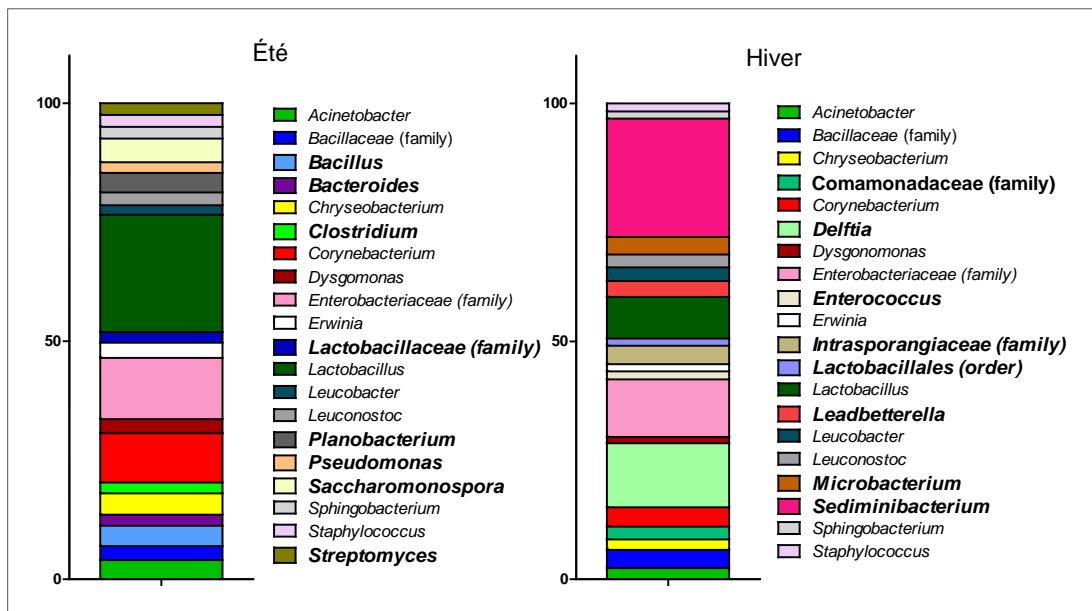 Été
100
50
0
Acinetobacter
Bacillaceae (family)
Bacillus
Bacteroides
Chryseobacterium
Clostridium
Corynebacterium
Dysgomonas
Enterobacteriaceae (family)
Erwinia
Lactobacillaceae (family)
Lactobacillus
Leucobacter
Leuconostoc
Planobacterium
Pseudomonas
Saccharomonospora
Sphingobacterium
Staphylococcus
Streptomyces
Hiver
100
50
0
Acinetobacter
Bacillaceae (family)
Chryseobacterium
Comamonadaceae (family)
Corynebacterium
Delftia
Dysgonomonas
Enterobacteriaceae (family)
Enterococcus
Erwinia
Intrasporangiaceae (family)
Lactobacillales (order)
Lactobacillus
Leadbetterella
Leucobacter
Leuconostoc
Microbacterium
Sediminibacterium
Sphingobacterium
Staphylococcus